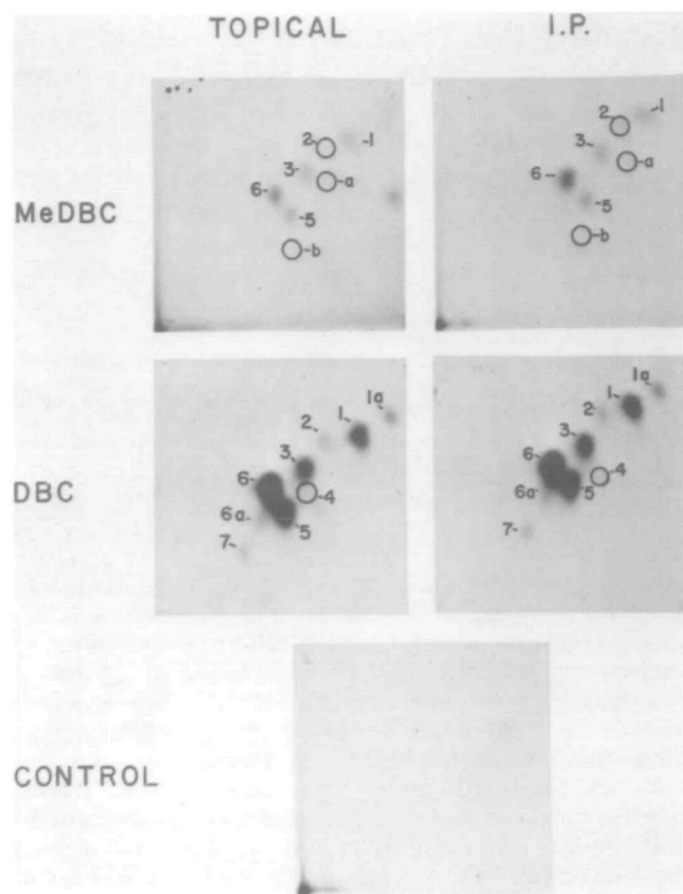 TOPICAL I.P.
MeDBC
2 1
3 a
6 5
b
2 1
3 a
6 5
b
DBC
1a
2 1
3
6 4
6a 5
7
1a
2 1
3
6 4
6a 5
7
CONTROL